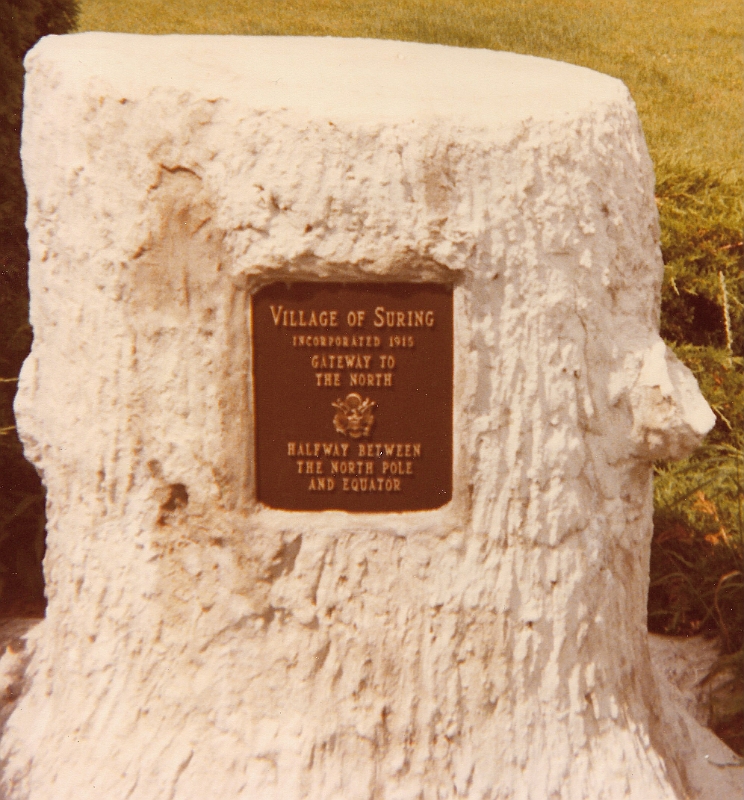 VILLAGE OF SURING
INCORPORATED 1915
GATEWAY TO
THE NORTH
HALFWAY BETWEEN
THE NORTH POLE
AND EQUATOR